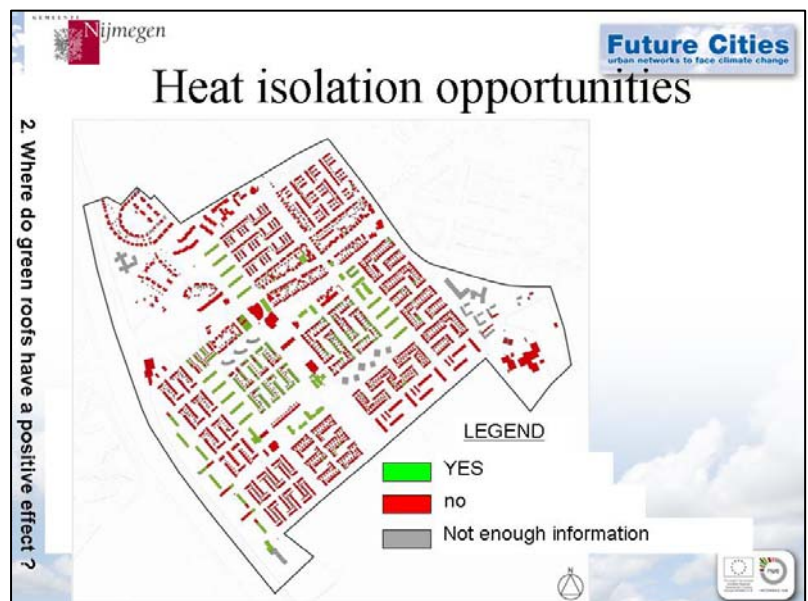 GEMEENTE
Nijmegen
Future Cities
urban networks to face climate change
Heat isolation opportunities
2. Where do green roofs have a positive effect ?
LEGEND
YES
no
Not enough information
N